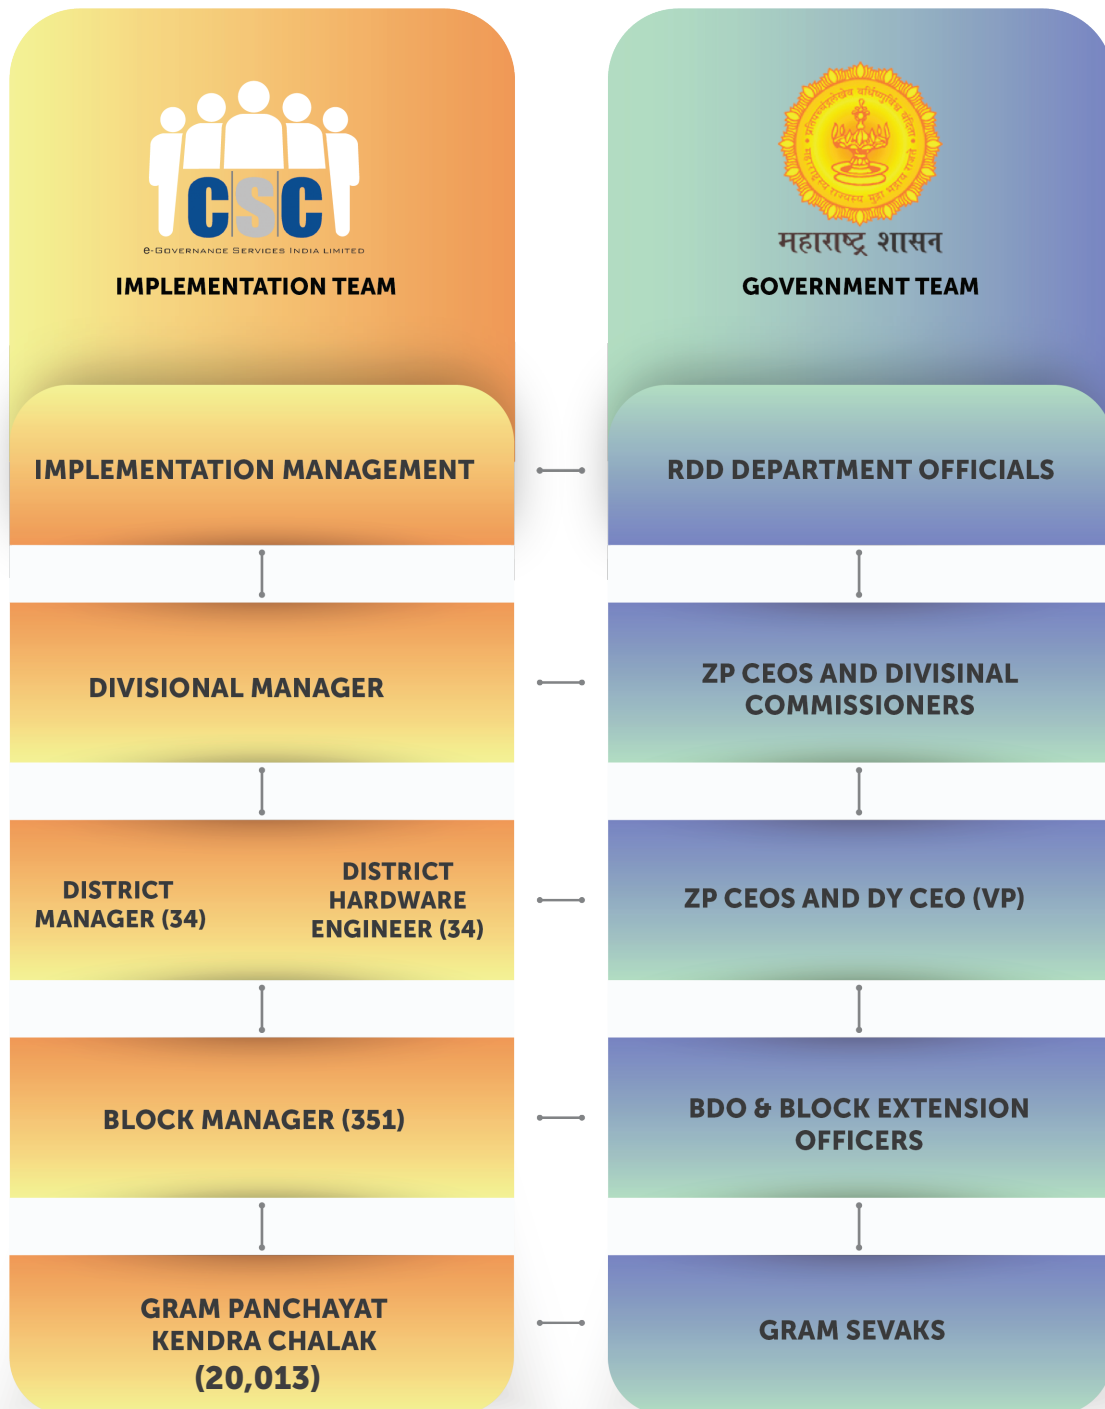 CSC
e-GOVERNANCE SERVICES INDIA LIMITED
IMPLEMENTATION TEAM
महाराष्ट्र शासन
GOVERNMENT TEAM
IMPLEMENTATION MANAGEMENT
RDD DEPARTMENT OFFICIALS
DIVISIONAL MANAGER
ZP CEOS AND DIVISINAL
COMMISSIONERS
DISTRICT
MANAGER (34)
DISTRICT
HARDWARE
ENGINEER (34)
ZP CEOS AND DY CEO (VP)
BLOCK MANAGER (351)
BDO & BLOCK EXTENSION
OFFICERS
GRAM PANCHAYAT
KENDRA CHALAK
(20,013)
GRAM SEVAKS